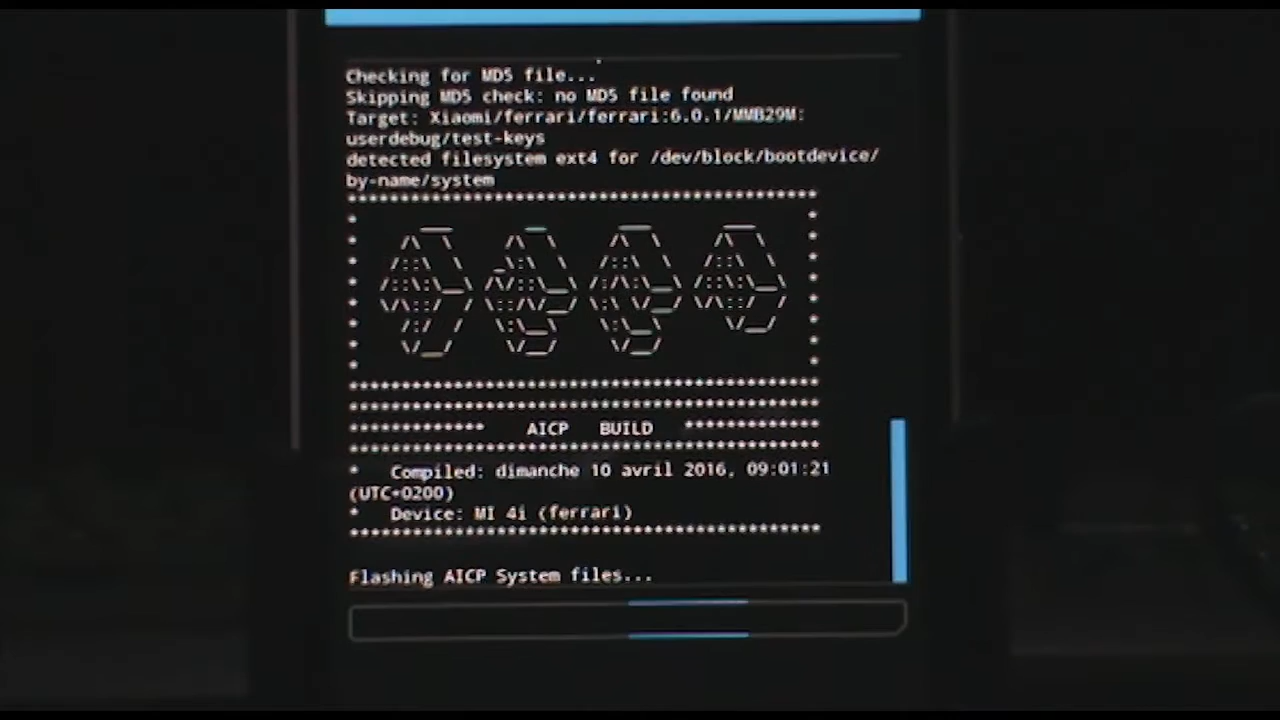 Checking for MD5 file...
Skipping MD5 check: no MD5 file found
Target: Xiaomi/ferrari/ferrari:6.0.1/MMB29M:
userdebug/test-keys
detected filesystem ext4 for /dev/block/bootdevice/
by-name/system
AICP BUILD
* Compiled: dimanche 10 avril 2016, 09:01:21
(UTC+0200)
* Device: MI 4i (ferrari)
Flashing AICP System files...